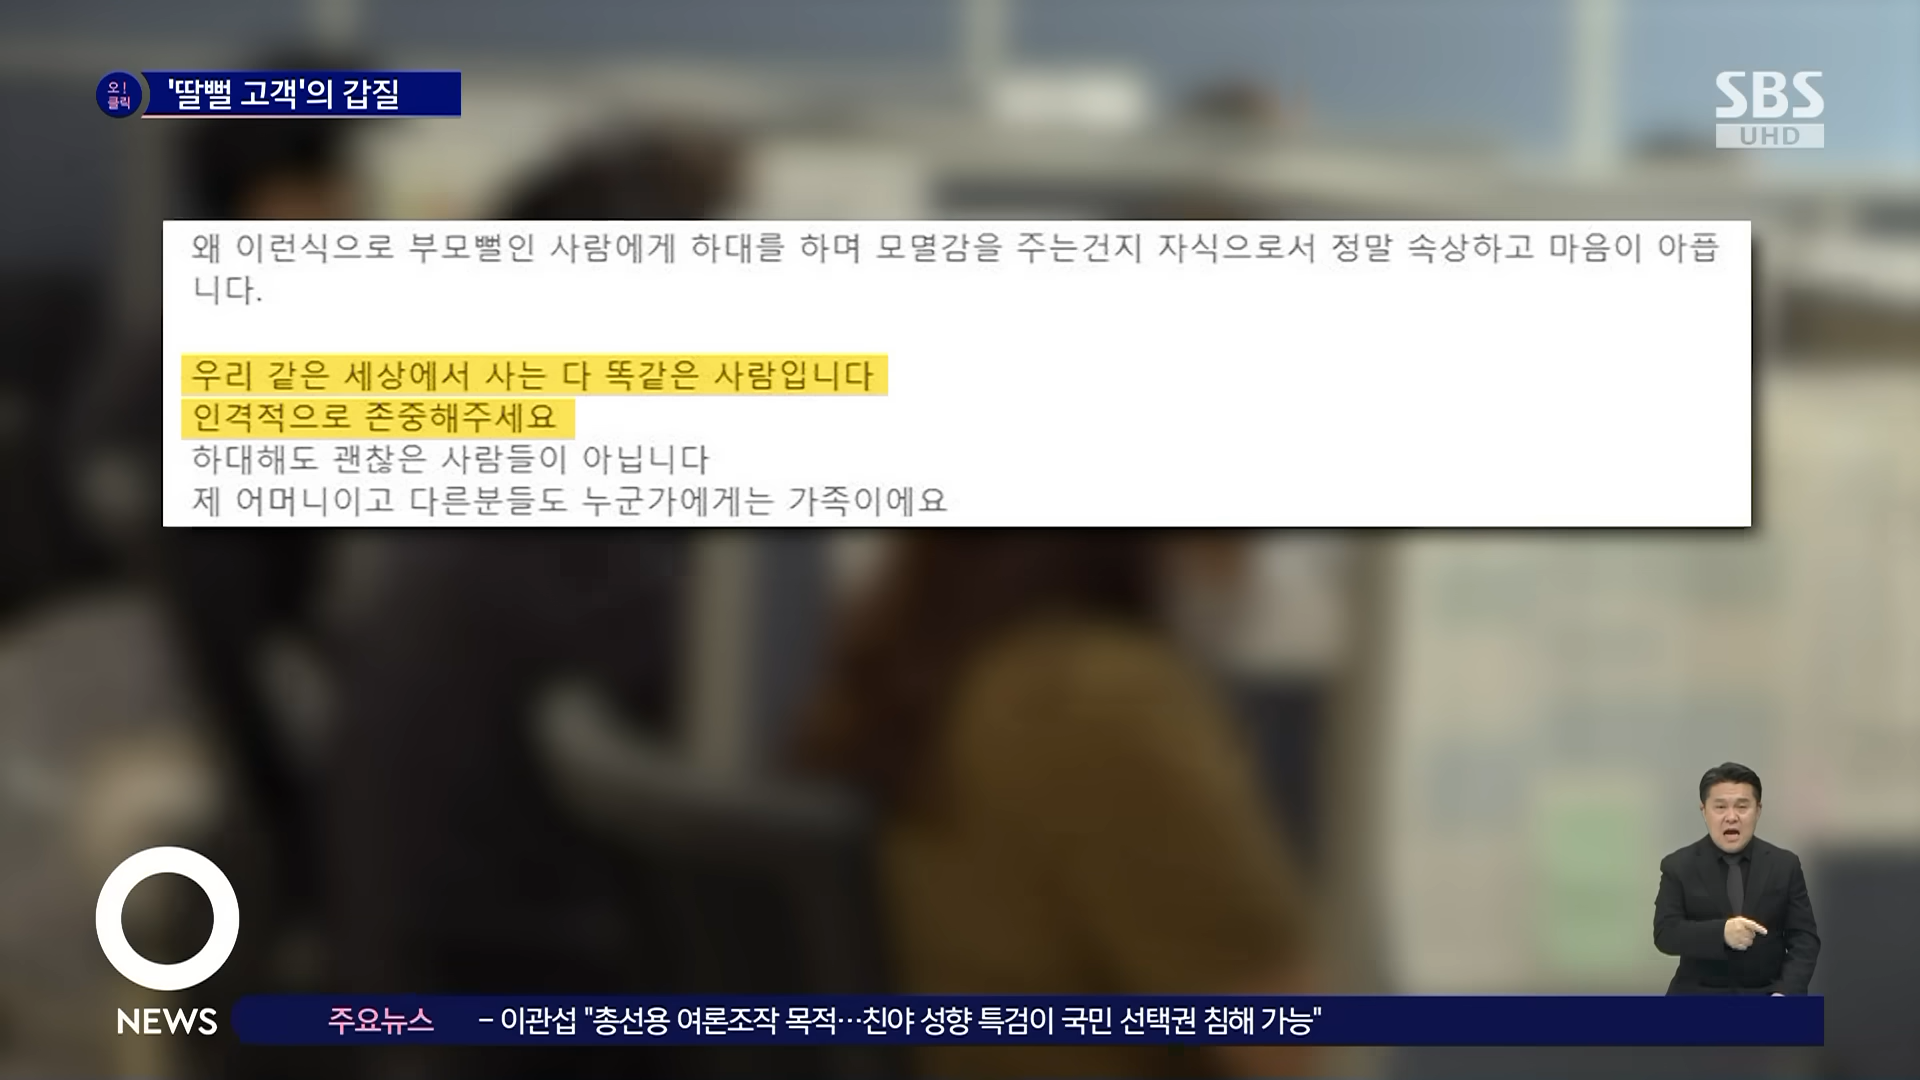 오!
클릭
'딸뻘 고객'의 갑질
SBS
UHD
왜 이런식으로 부모뻘인 사람에게 하대를 하며 모멸감을 주는건지 자식으로서 정말 속상하고 마음이 아픕
니다.
우리 같은 세상에서 사는 다 똑같은 사람입니다
인격적으로 존중해주세요
하대해도 괜찮은 사람들이 아닙니다
제 어머니이고 다른분들도 누군가에게는 가족이에요
NEWS
주요뉴스
- 이관섭 "총선용 여론조작 목적…친야 성향 특검이 국민 선택권 침해 가능"